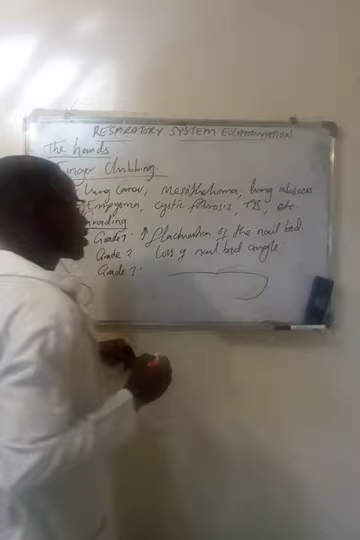 RESPIRATORY SYSTEM EXAMINATION
The hands.
Finger clubbing.
Lung cancer, Mesothelioma, lung abscess
Empyema, cystic fibrosis, TB, etc.
Grading
Grade 1 ↑ fluctuation of the nail bed.
Grade 2 Loss of nail bed angle.
Grade 3: